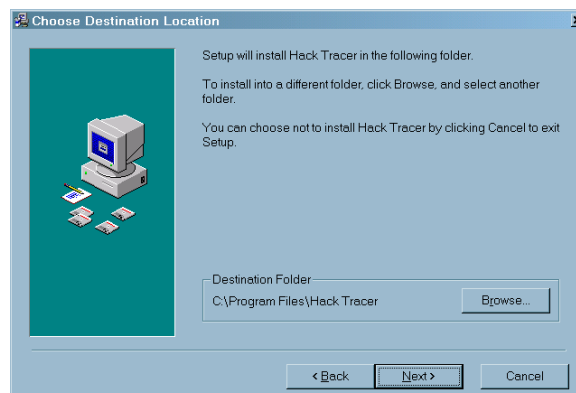 Choose Destination Location
Setup will install Hack Tracer in the following folder.
To install into a different folder, click Browse, and select another
folder.
You can choose not to install Hack Tracer by clicking Cancel to exit
Setup.
Destination Folder
C:\Program Files\Hack Tracer
Browse...
< Back
Next >
Cancel